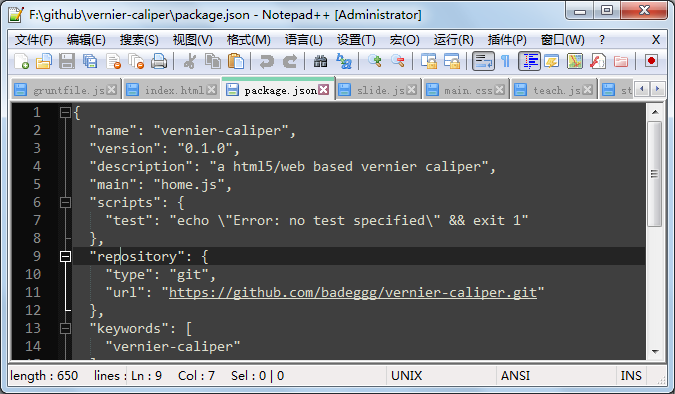 F:\github\vernier-caliper\package.json - Notepad++ [Administrator]
文件(F) 编辑(E) 搜索(S) 视图(V) 格式(M) 语言(L) 设置(T) 宏(O) 运行(R) 插件(P) 窗口(W) ? X
gruntfile.js index.html package.json slide.js main.css teach.js st
1 {
2 "name": "vernier-caliper",
3 "version": "0.1.0",
4 "description": "a html5/web based vernier caliper",
5 "main": "home.js",
6 "scripts": {
7 "test": "echo \"Error: no test specified\" && exit 1"
8 },
9 "repository": {
10 "type": "git",
11 "url": "https://github.com/badeggg/vernier-caliper.git"
12 },
13 "keywords": [
14 "vernier-caliper"
length : 650 lines : Ln : 9 Col : 7 Sel : 0 | 0 UNIX ANSI INS